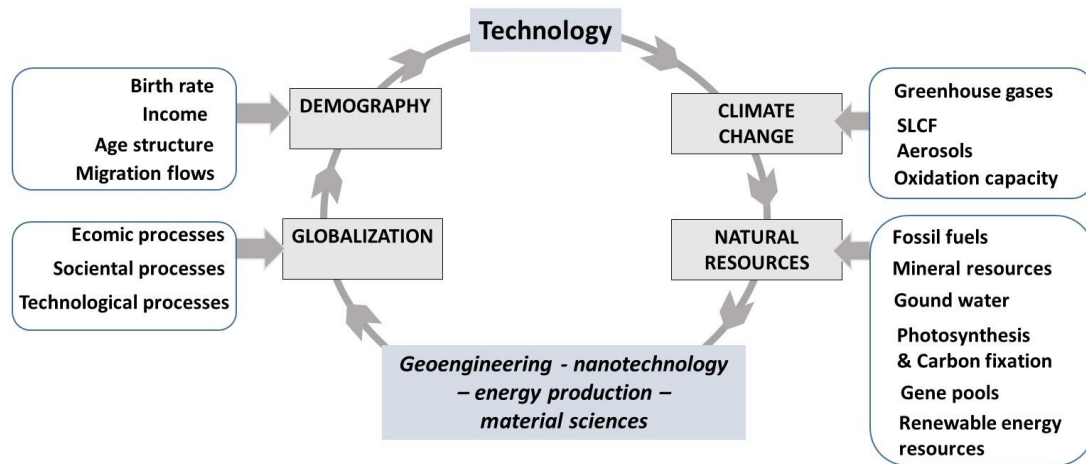 Technology
Birth rate
Income
Age structure
Migration flows
DEMOGRAPHY
CLIMATE
CHANGE
Greenhouse gases
SLCF
Aerosols
Oxidation capacity
Ecomic processes
Sociental processes
Technological processes
GLOBALIZATION
NATURAL
RESOURCES
Fossil fuels
Mineral resources
Gound water
Photosynthesis
& Carbon fixation
Gene pools
Renewable energy
resources
Geoengineering - nanotechnology
– energy production –
material sciences